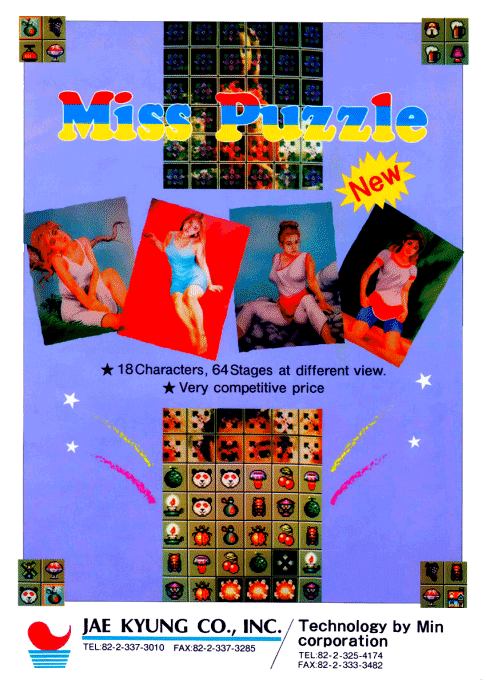 Miss Puzzle
New
★ 18 Characters, 64 Stages at different view.
★ Very competitive price
JAE KYUNG CO., INC.
TEL:82-2-337-3010 FAX:82-2-337-3285
Technology by Min
corporation
TEL:82-2-325-4174
FAX:82-2-333-3482